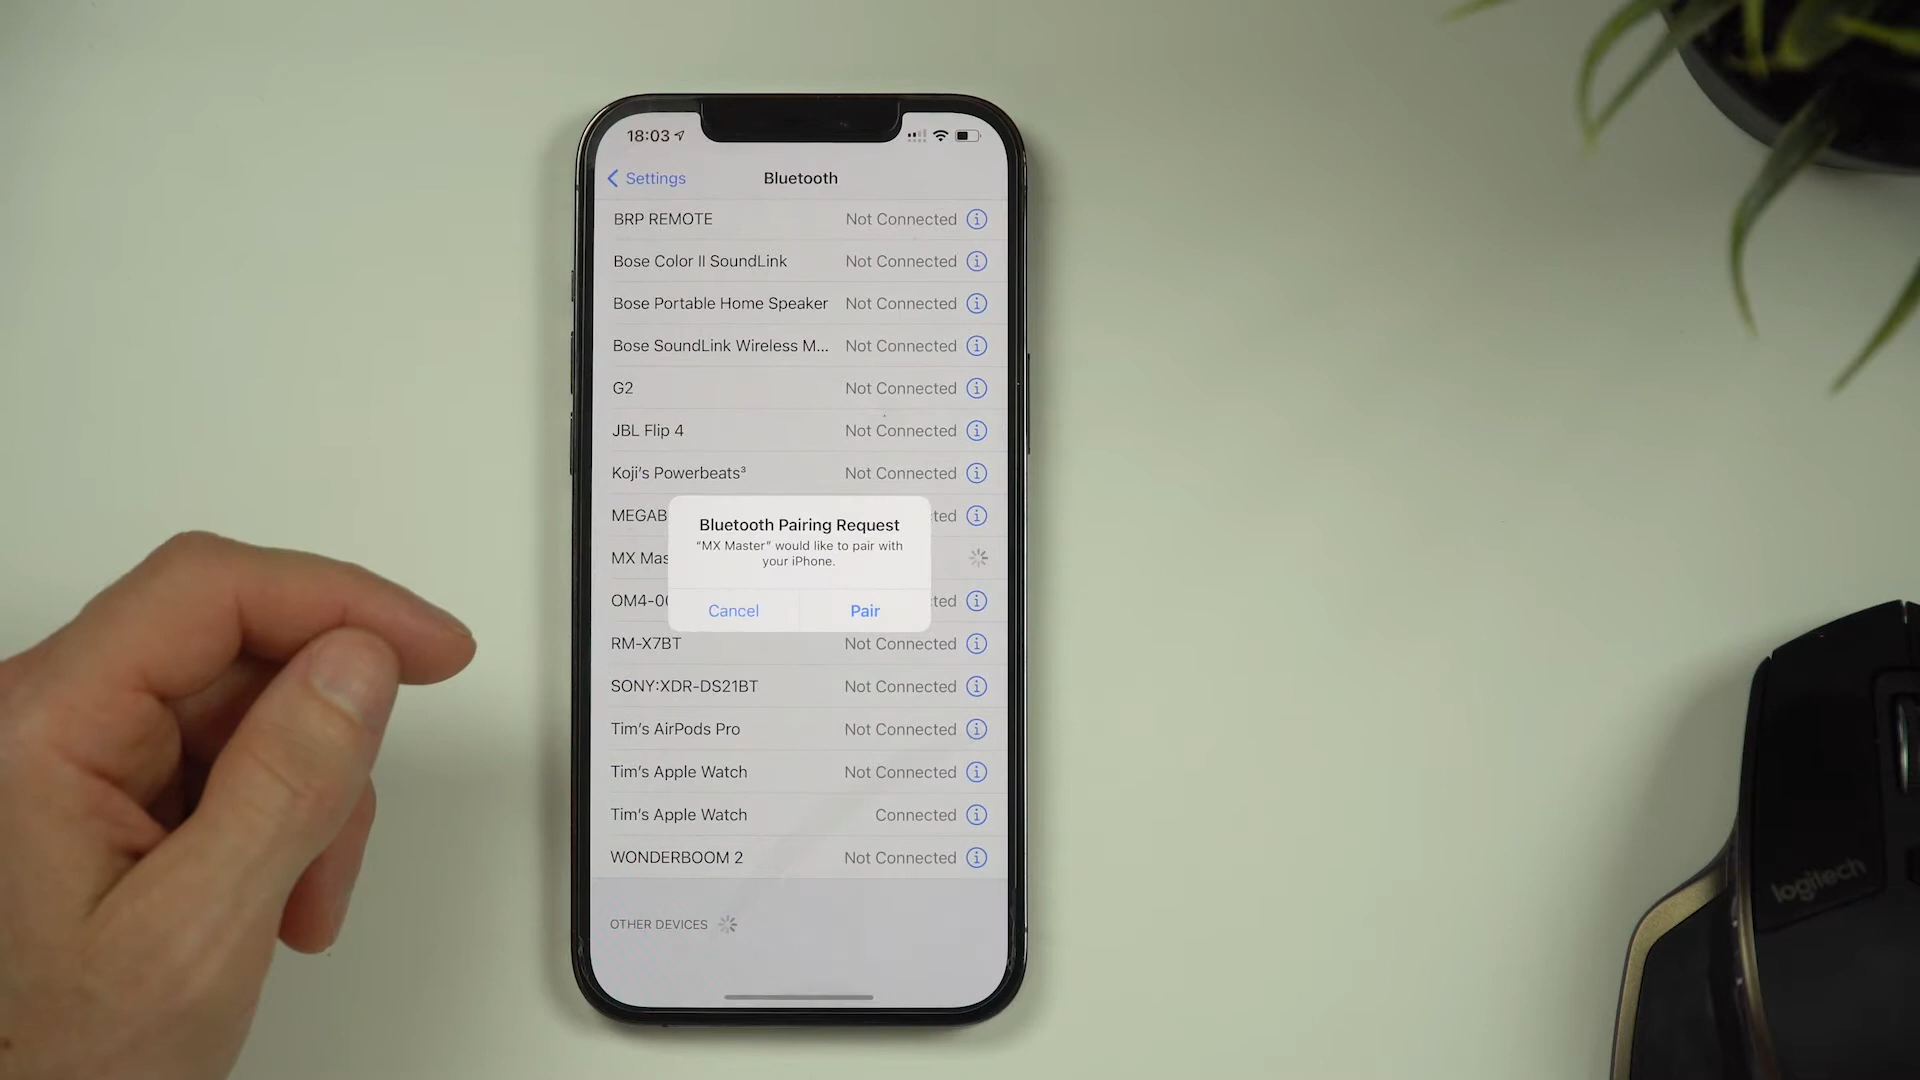 18:03
Settings
Bluetooth
BRP REMOTE Not Connected
Bose Color II SoundLink Not Connected
Bose Portable Home Speaker Not Connected
Bose SoundLink Wireless M... Not Connected
G2 Not Connected
JBL Flip 4 Not Connected
Koji's Powerbeats³ Not Connected
MEGAB ted
Bluetooth Pairing Request
“MX Master” would like to pair with
your iPhone.
Cancel Pair
MX Mas
OM4-00 ted
RM-X7BT Not Connected
SONY:XDR-DS21BT Not Connected
Tim's AirPods Pro Not Connected
Tim's Apple Watch Not Connected
Tim's Apple Watch Connected
WONDERBOOM 2 Not Connected
OTHER DEVICES
logitech